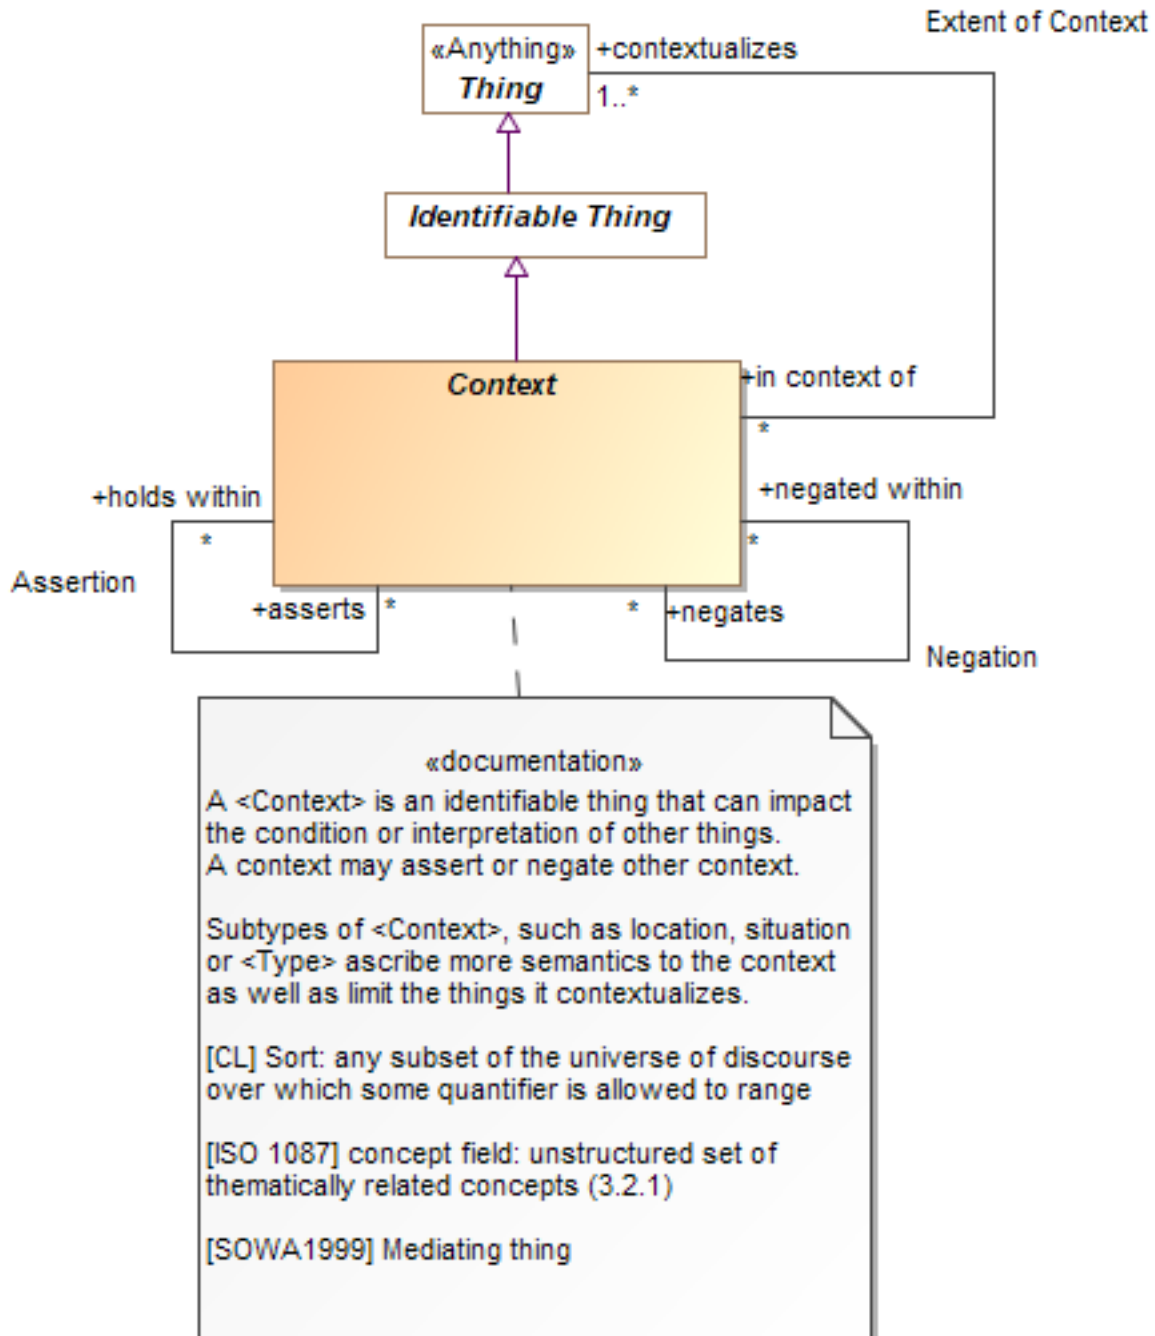 Extent of Context
«Anything»
Thing
+contextualizes
1..*
Identifiable Thing
Context
+in context of
*
+holds within
*
+negated within
*
Assertion
+asserts
*
*
+negates
Negation
«documentation»
A <Context> is an identifiable thing that can impact
the condition or interpretation of other things.
A context may assert or negate other context.
Subtypes of <Context>, such as location, situation
or <Type> ascribe more semantics to the context
as well as limit the things it contextualizes.
[CL] Sort: any subset of the universe of discourse
over which some quantifier is allowed to range
[ISO 1087] concept field: unstructured set of
thematically related concepts (3.2.1)
[SOWA1999] Mediating thing